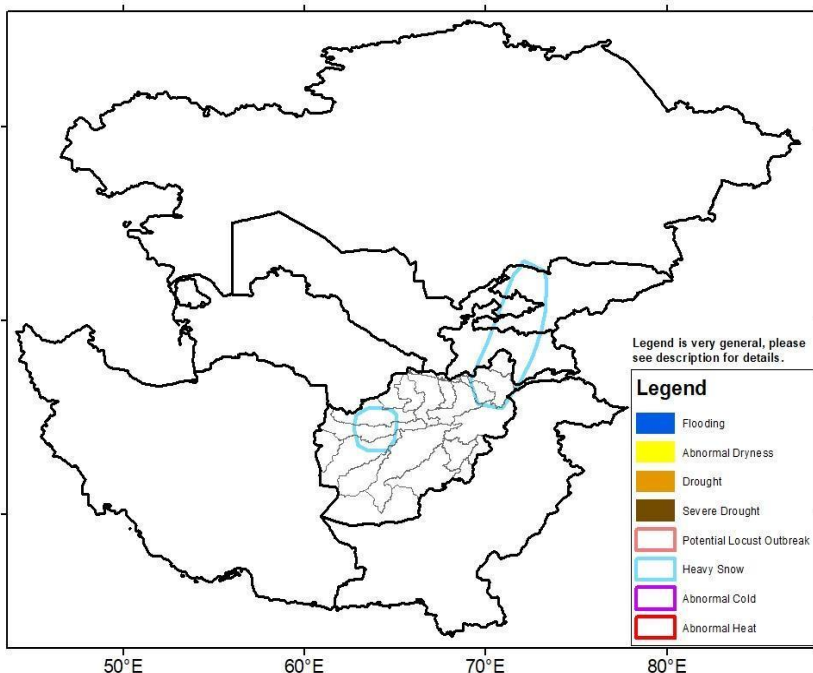 Legend is very general, please
see description for details.
Legend
Flooding
Abnormal Dryness
Drought
Severe Drought
Potential Locust Outbreak
Heavy Snow
Abnormal Cold
Abnormal Heat
50°E 60°E 70°E 80°E